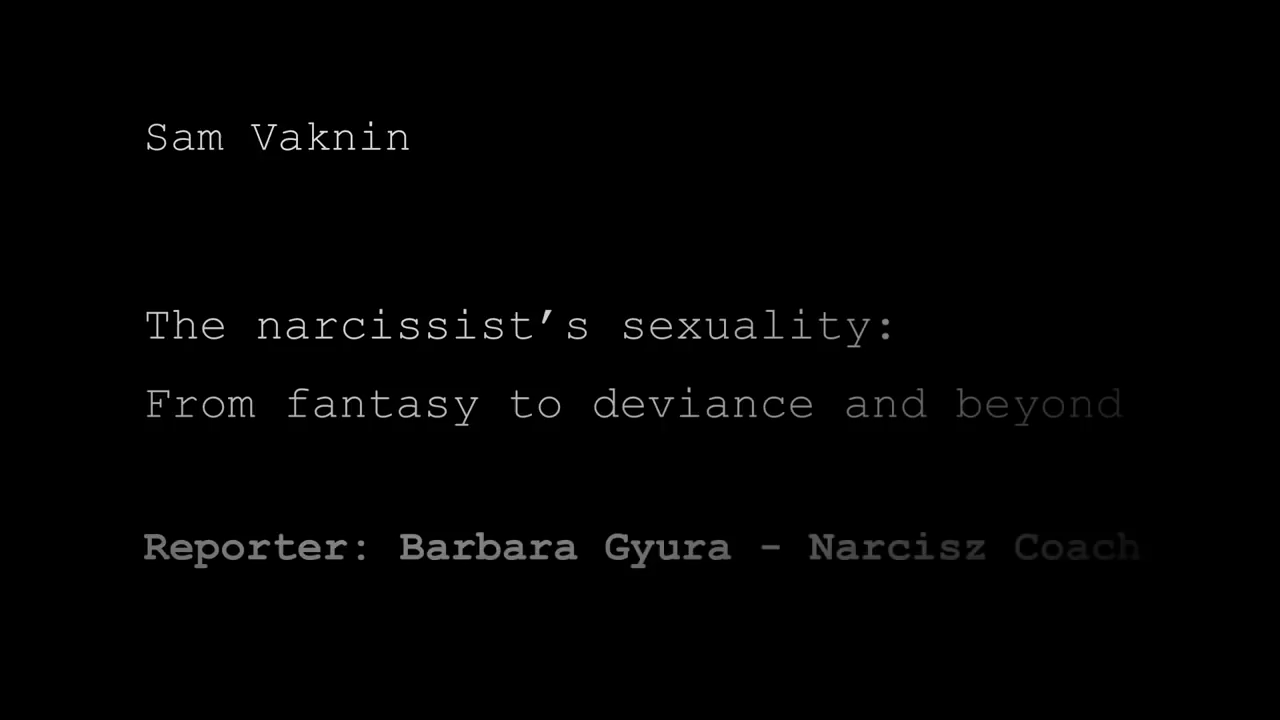 Sam Vaknin
The narcissist’s sexuality:
From fantasy to deviance and beyond
Reporter: Barbara Gyura - Narcisz Coach